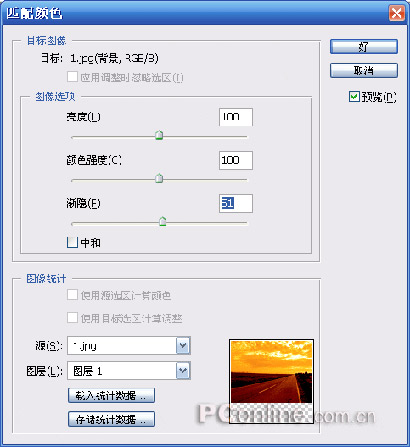 匹配颜色
目标图像
好
目标: 1.jpg(背景, RGB/8)
取消
应用调整时忽略选区(I)
预览(P)
图像选项
亮度(L) 100
颜色强度(C) 100
渐隐(F) 51
中和
图像统计
使用源选区计算颜色
使用目标选区计算调整
源(S): 1.jpg
图层(L): 图层 1
载入统计数据...
存储统计数据...
PConline.com.cn